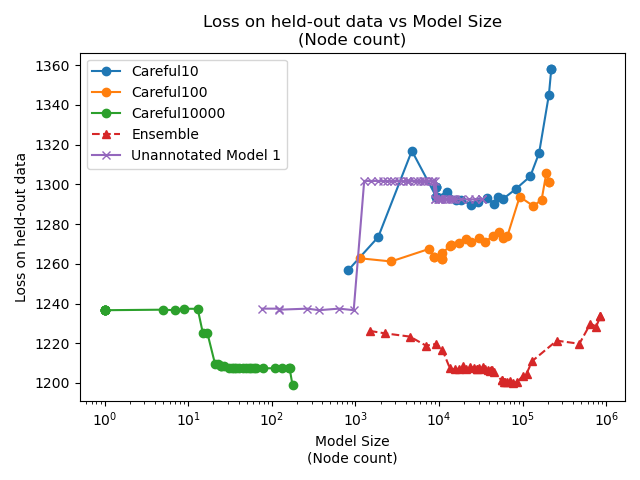 Loss on held-out data vs Model Size
(Node count)
Loss on held-out data
1360
1340
1320
1300
1280
1260
1240
1220
1200
Careful10
Careful100
Careful10000
Ensemble
Unannotated Model 1
10⁰
10¹
10²
10³
10⁴
10⁵
10⁶
Model Size
(Node count)